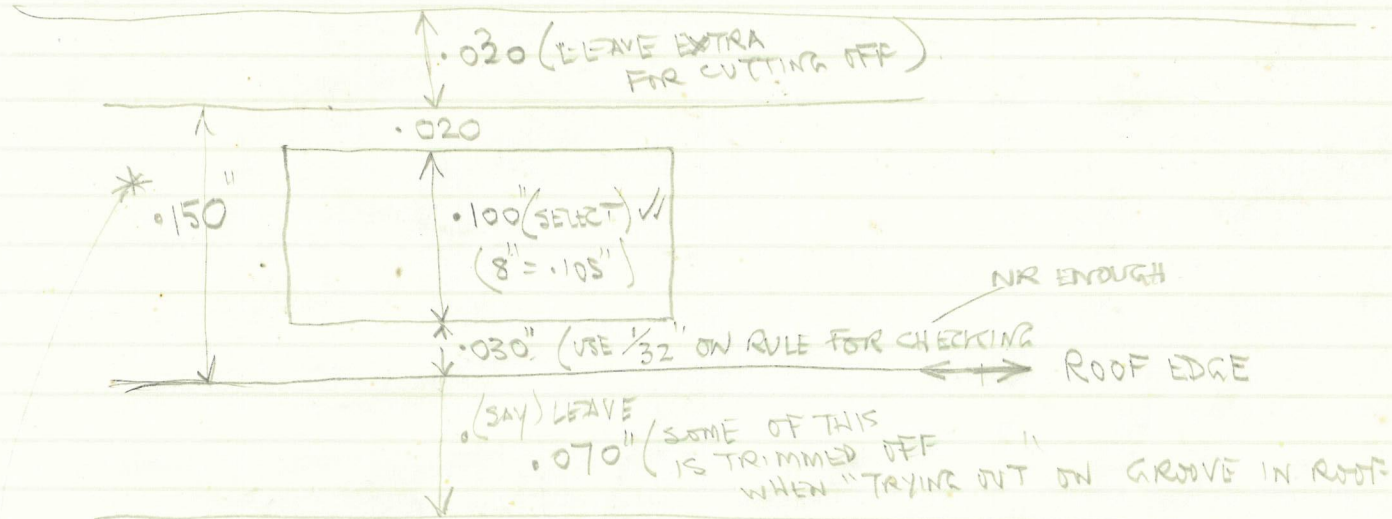 .030 (LEAVE EXTRA
FOR CUTTING OFF)
.020
*
.150"
.100" (SELECT) ✓✓
(8" = .105")
NR ENOUGH
.030" (USE 1/32" ON RULE FOR CHECKING
ROOF EDGE
(SAY) LEAVE
.070" (SOME OF THIS
IS TRIMMED OFF
WHEN "TRYING OUT" ON GROOVE IN ROOF